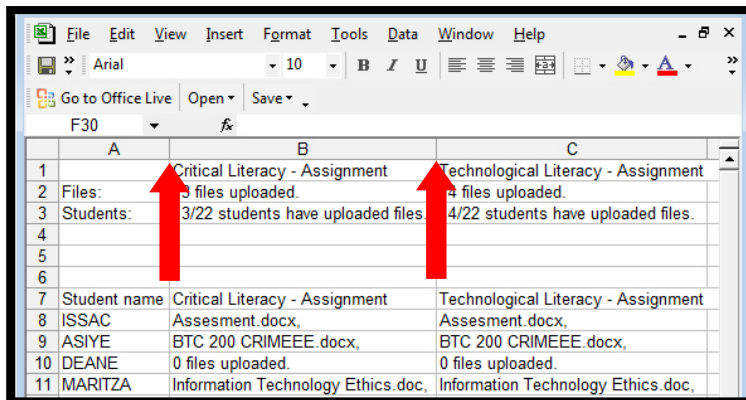 File Edit View Insert Format Tools Data Window Help
Arial 10 B I U A
Go to Office Live Open Save
F30 fx
A B C
1 Critical Literacy - Assignment Technological Literacy - Assignment
2 Files: 3 files uploaded. 4 files uploaded.
3 Students: 3/22 students have uploaded files. 4/22 students have uploaded files.
4
5
6
7 Student name Critical Literacy - Assignment Technological Literacy - Assignment
8 ISSAC Assesment.docx, Assesment.docx,
9 ASIYE BTC 200 CRIMEEE.docx, BTC 200 CRIMEEE.docx,
10 DEANE 0 files uploaded. 0 files uploaded.
11 MARITZA Information Technology Ethics.doc, Information Technology Ethics.doc,